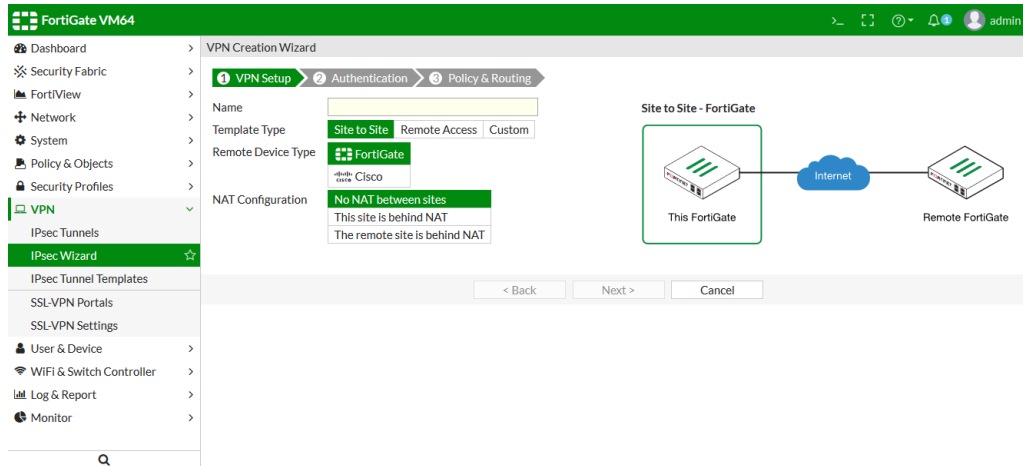 FortiGate VM64
>_
1
admin
Dashboard
Security Fabric
FortiView
Network
System
Policy & Objects
Security Profiles
VPN
IPsec Tunnels
IPsec Wizard
IPsec Tunnel Templates
SSL-VPN Portals
SSL-VPN Settings
User & Device
WiFi & Switch Controller
Log & Report
Monitor
VPN Creation Wizard
1 VPN Setup
2 Authentication
3 Policy & Routing
Name
Template Type
Site to Site
Remote Access
Custom
Remote Device Type
FortiGate
CISCO Cisco
NAT Configuration
No NAT between sites
This site is behind NAT
The remote site is behind NAT
Site to Site - FortiGate
FORTINET
Internet
FORTINET
This FortiGate
Remote FortiGate
< Back
Next >
Cancel